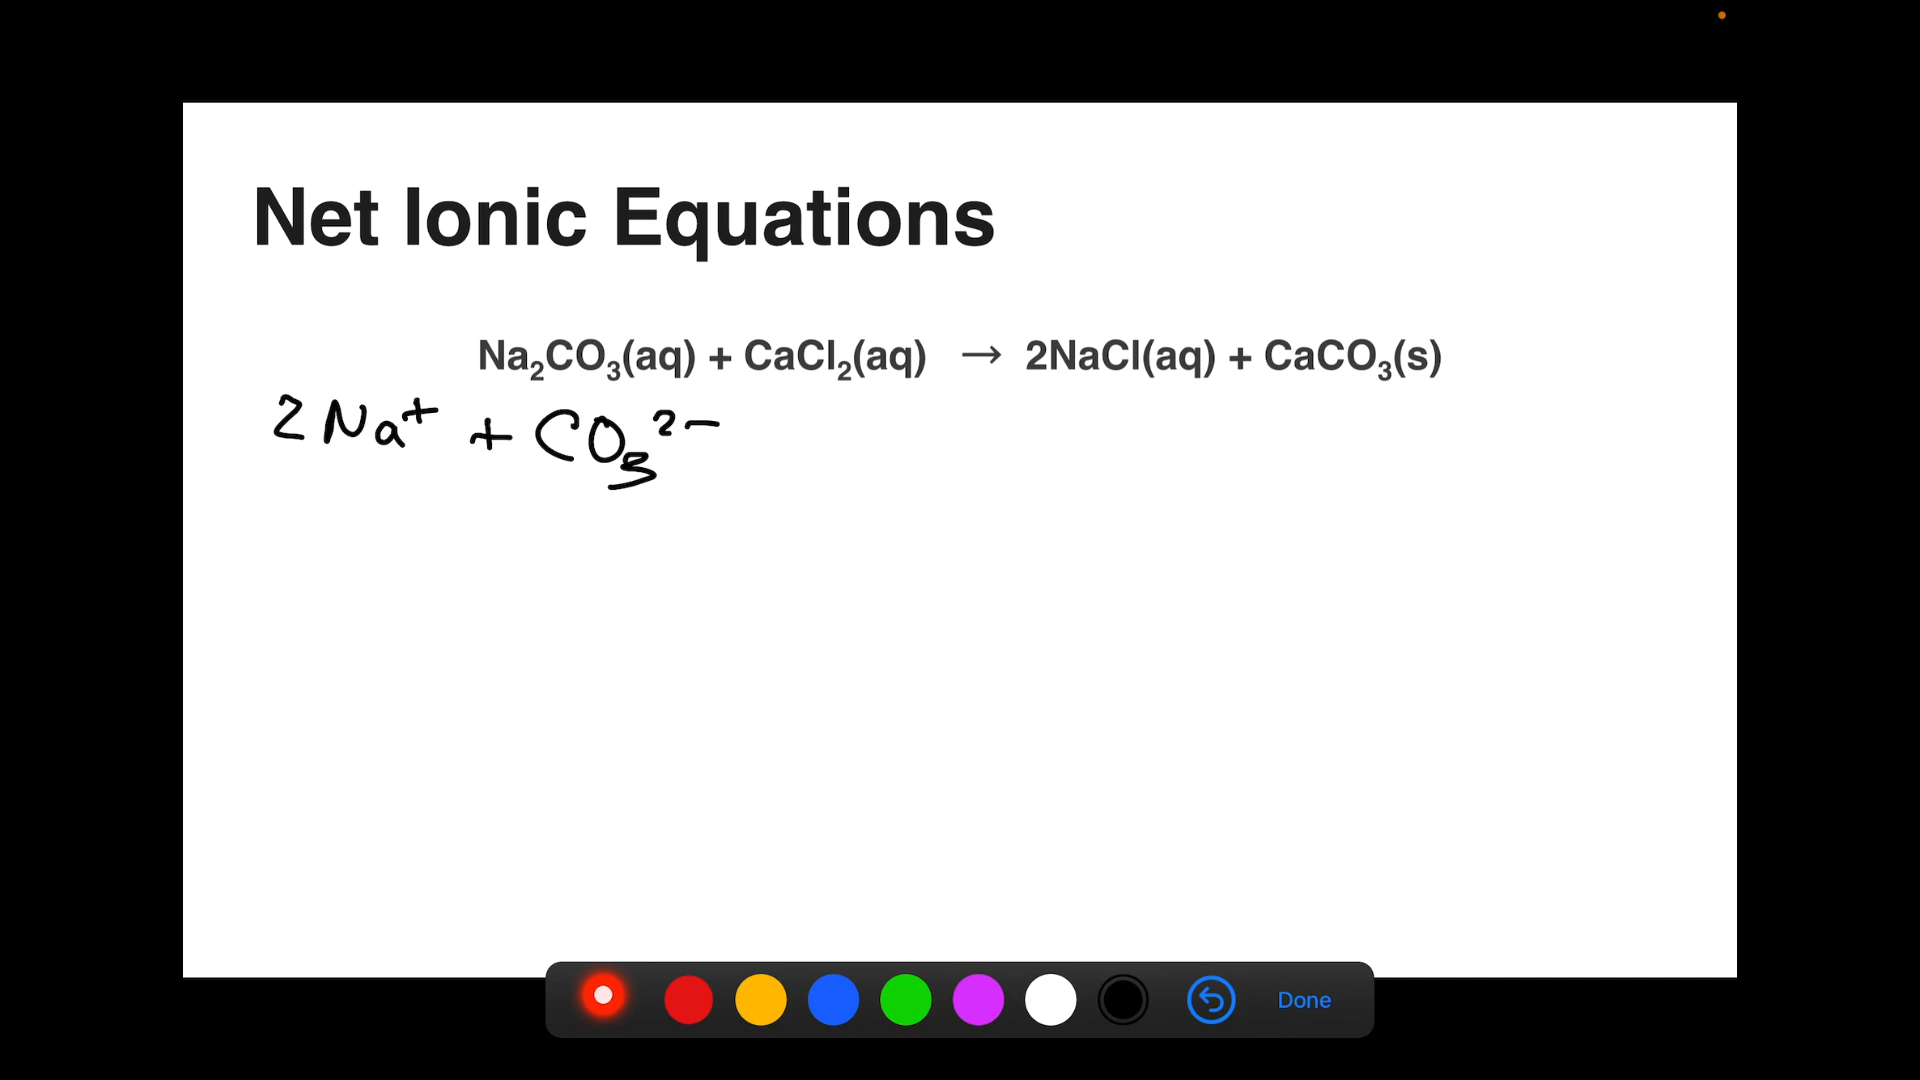 Net Ionic Equations
Na₂CO₃(aq) + CaCl₂(aq) → 2NaCl(aq) + CaCO₃(s)
2Na⁺ + CO₃²⁻
Done